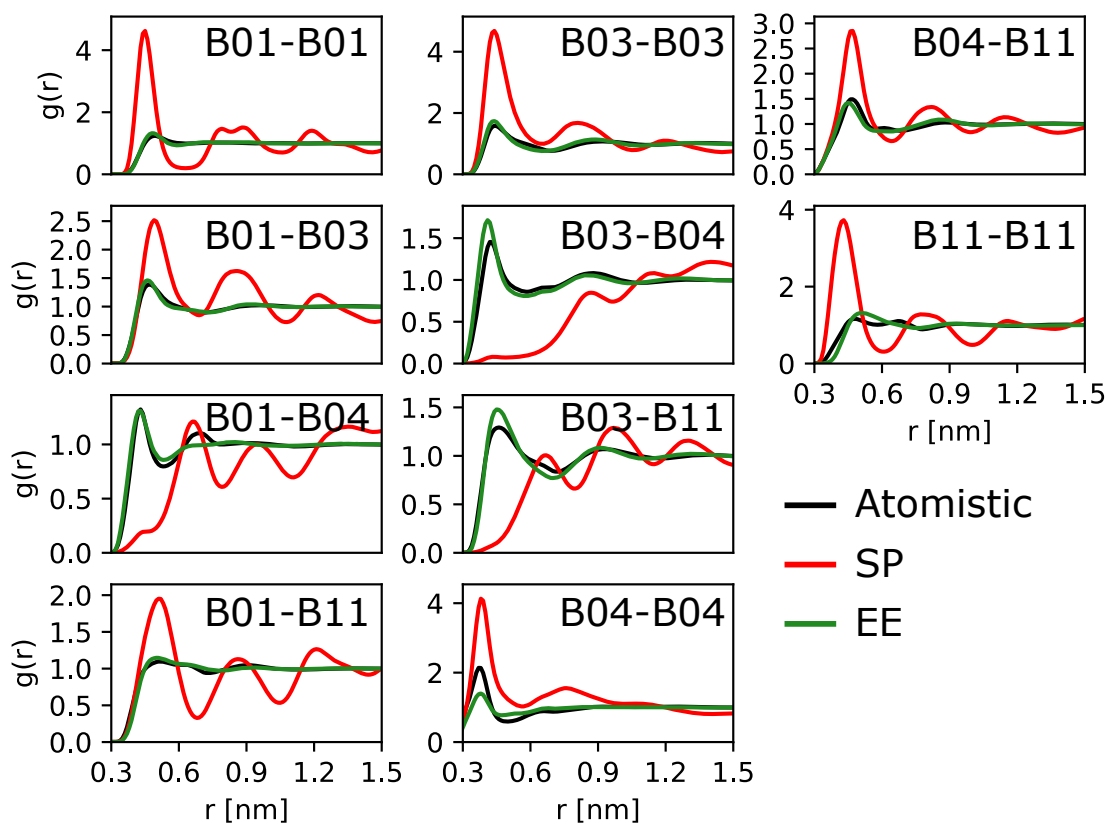 B01-B01
g(r)
4
2
0
B03-B03
4
2
0
B04-B11
g(r)
3.0
2.5
2.0
1.5
1.0
0.5
0.0
B01-B03
g(r)
2.5
2.0
1.5
1.0
0.5
0.0
B03-B04
1.5
1.0
0.5
0.0
B11-B11
4
2
0
0.3 0.6 0.9 1.2 1.5
r [nm]
B01-B04
g(r)
1.0
0.5
0.0
B03-B11
1.5
1.0
0.5
0.0
Atomistic
SP
EE
B01-B11
g(r)
2.0
1.5
1.0
0.5
0.0
0.3 0.6 0.9 1.2 1.5
r [nm]
B04-B04
4
2
0
0.3 0.6 0.9 1.2 1.5
r [nm]